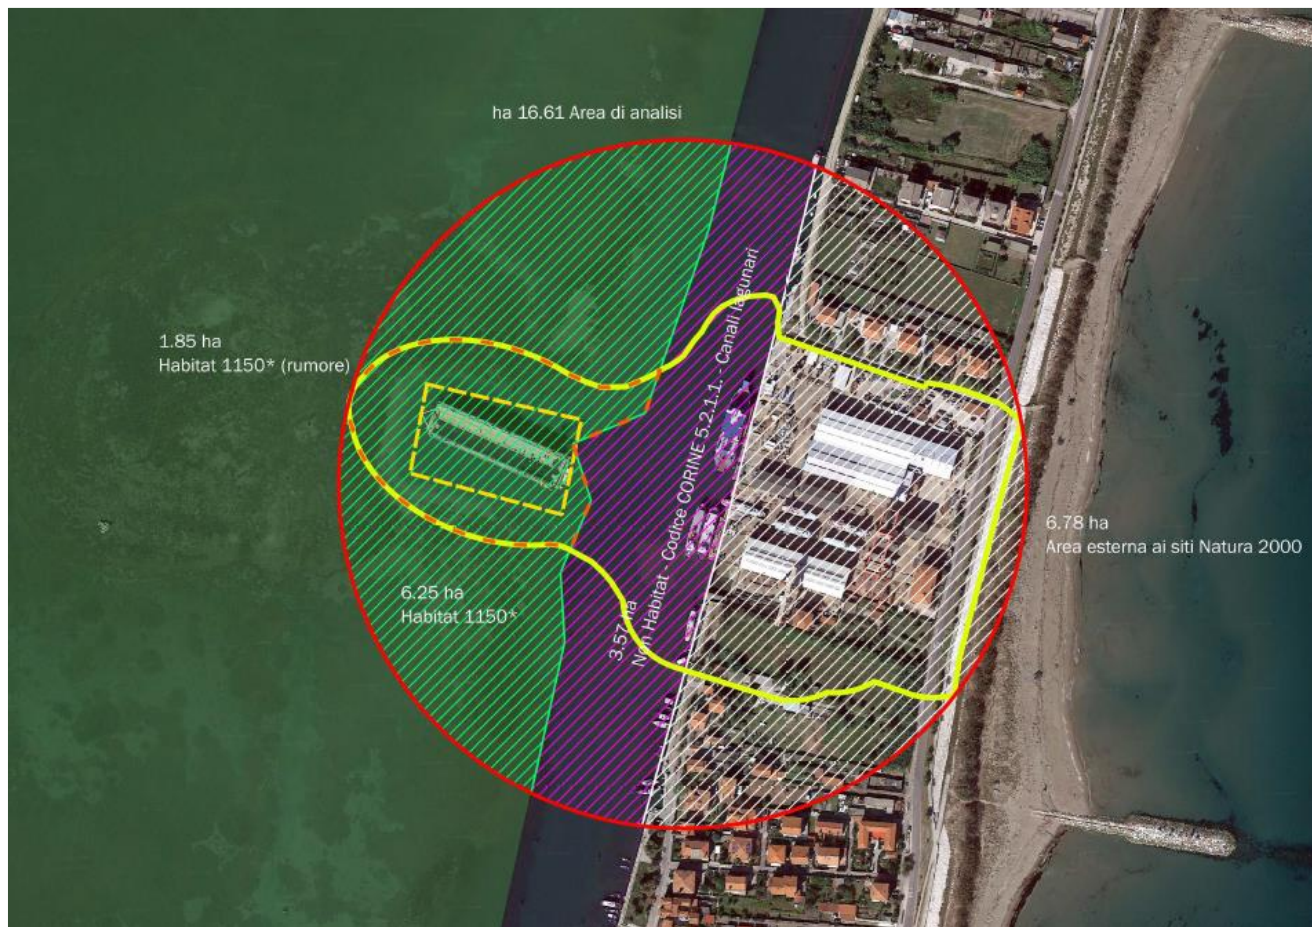 ha 16.61 Area di analisi
1.85 ha
Habitat 1150* (rumore)
6.25 ha
Habitat 1150*
3.57 ha
Non Habitat - Codice CORINE 5.2.1.1. - Canali lagunari
6.78 ha
Area esterna ai siti Natura 2000